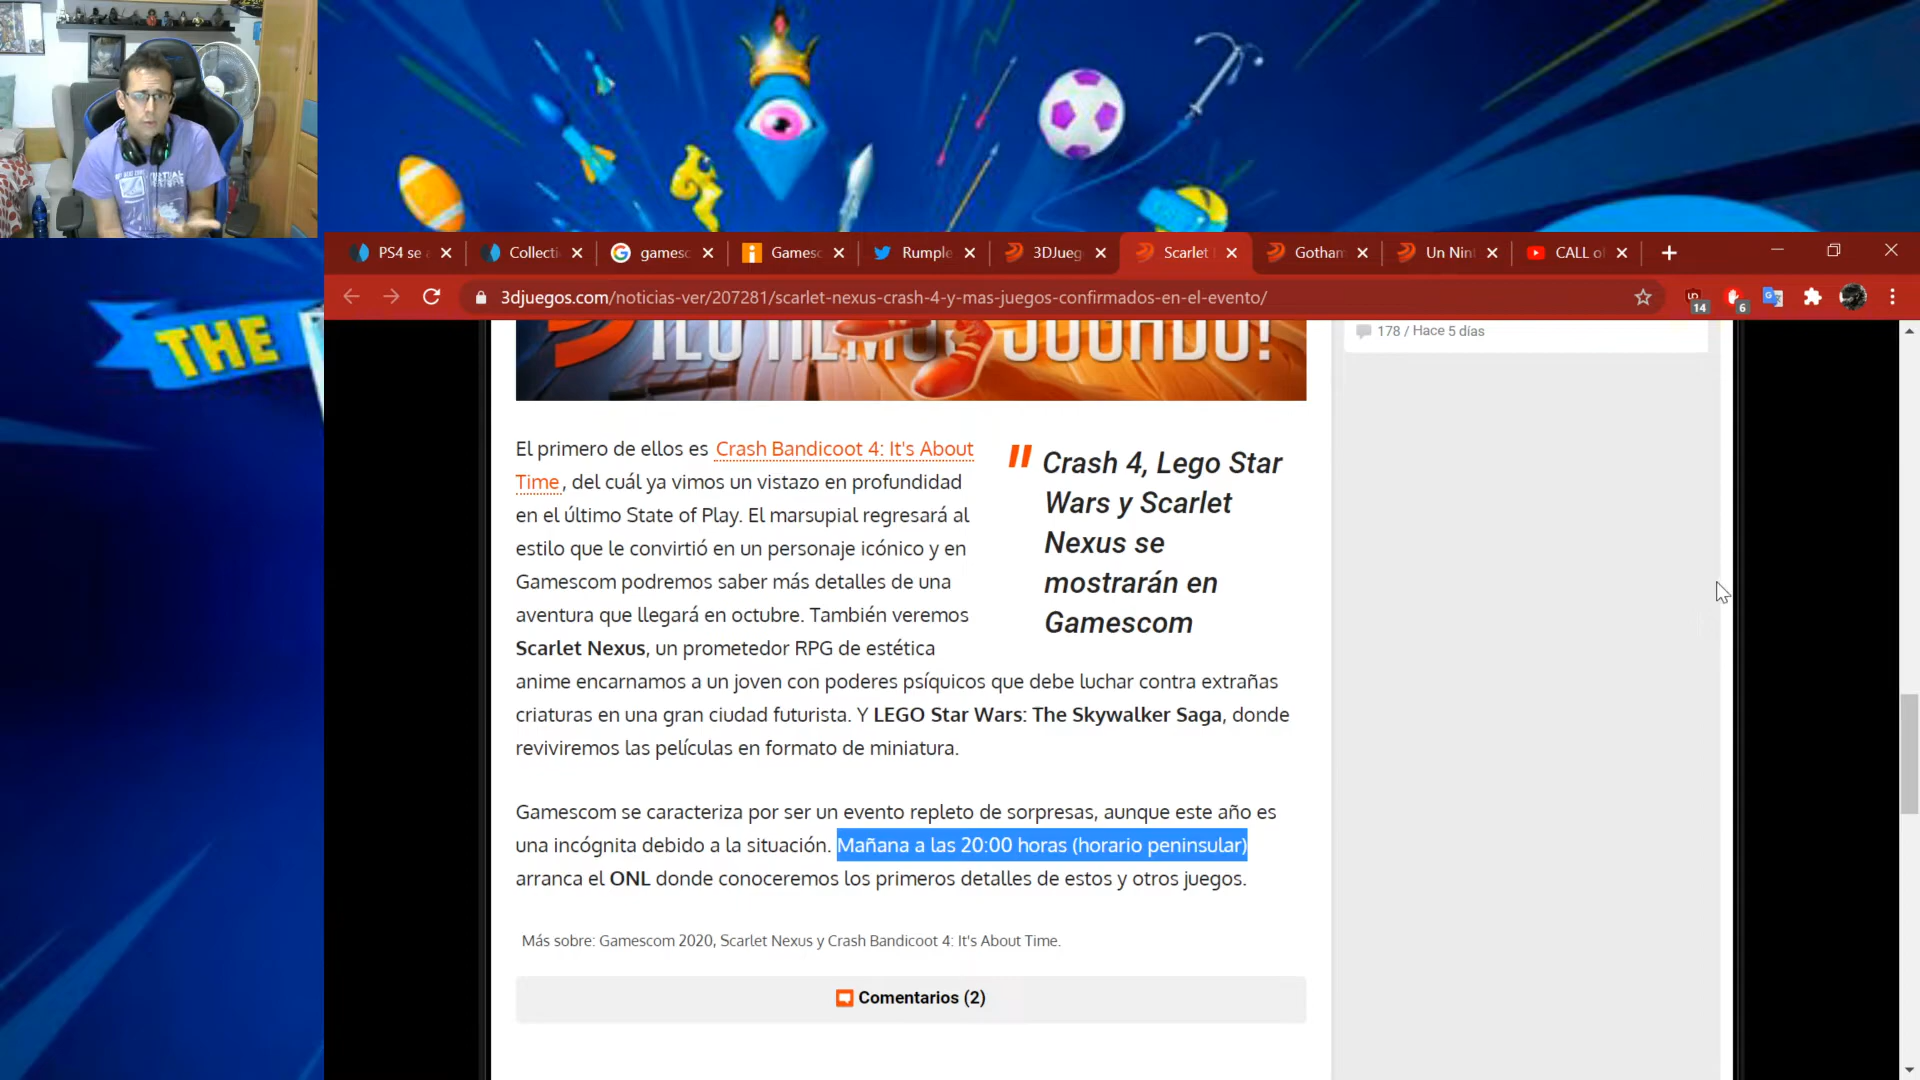 THE
PS4 se
Collecti
gamesc
Gamesc
Rumple
3DJueg
Scarlet
Gotham
Un Nin
CALL of
3djuegos.com/noticias-ver/207281/scarlet-nexus-crash-4-y-mas-juegos-confirmados-en-el-evento/
14
6
¡LO HEMOS JUGADO!
178 / Hace 5 días
El primero de ellos es Crash Bandicoot 4: It's About
Time, del cuál ya vimos un vistazo en profundidad
en el último State of Play. El marsupial regresará al
estilo que le convirtió en un personaje icónico y en
Gamescom podremos saber más detalles de una
aventura que llegará en octubre. También veremos
Scarlet Nexus, un prometedor RPG de estética
anime encarnamos a un joven con poderes psíquicos que debe luchar contra extrañas
criaturas en una gran ciudad futurista. Y LEGO Star Wars: The Skywalker Saga, donde
reviviremos las películas en formato de miniatura.
" Crash 4, Lego Star
Wars y Scarlet
Nexus se
mostrarán en
Gamescom
Gamescom se caracteriza por ser un evento repleto de sorpresas, aunque este año es
una incógnita debido a la situación. Mañana a las 20:00 horas (horario peninsular)
arranca el ONL donde conoceremos los primeros detalles de estos y otros juegos.
Más sobre: Gamescom 2020, Scarlet Nexus y Crash Bandicoot 4: It's About Time.
Comentarios (2)